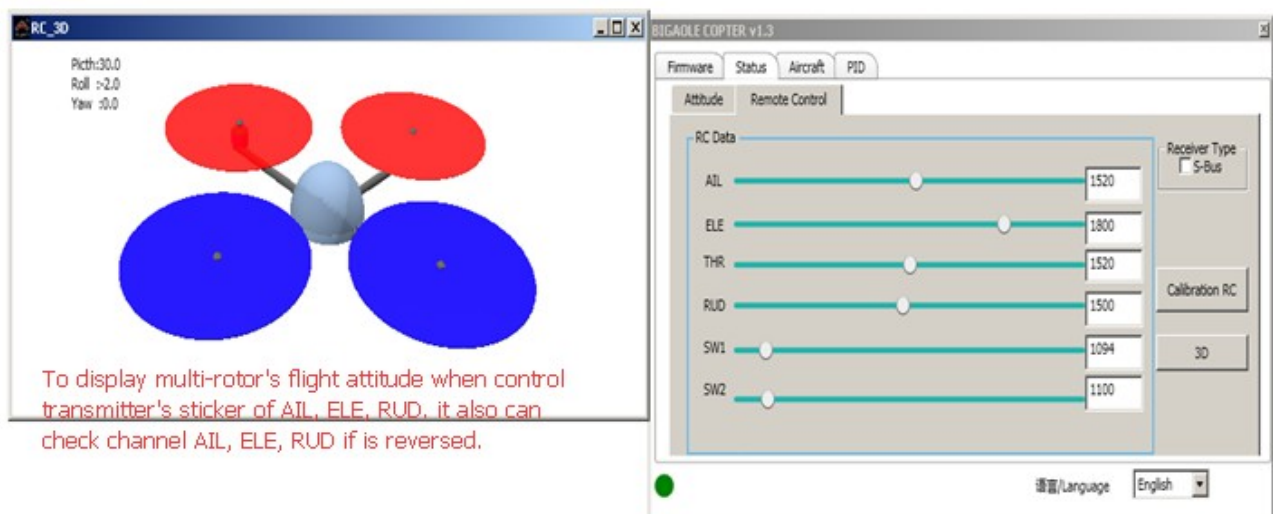 RC_3D
Picth:30.0
Roll :-2.0
Yaw :0.0
To display multi-rotor's flight attitude when control
transmitter's sticker of AIL, ELE, RUD. it also can
check channel AIL, ELE, RUD if is reversed.
BIGAOLE COPTER v1.3
Firmware Status Aircraft PID
Attitude Remote Control
RC Data
AIL 1520
ELE 1800
THR 1520
RUD 1500
SW1 1094
SW2 1100
Receiver Type
S-Bus
Calibration RC
3D
语言/Language English